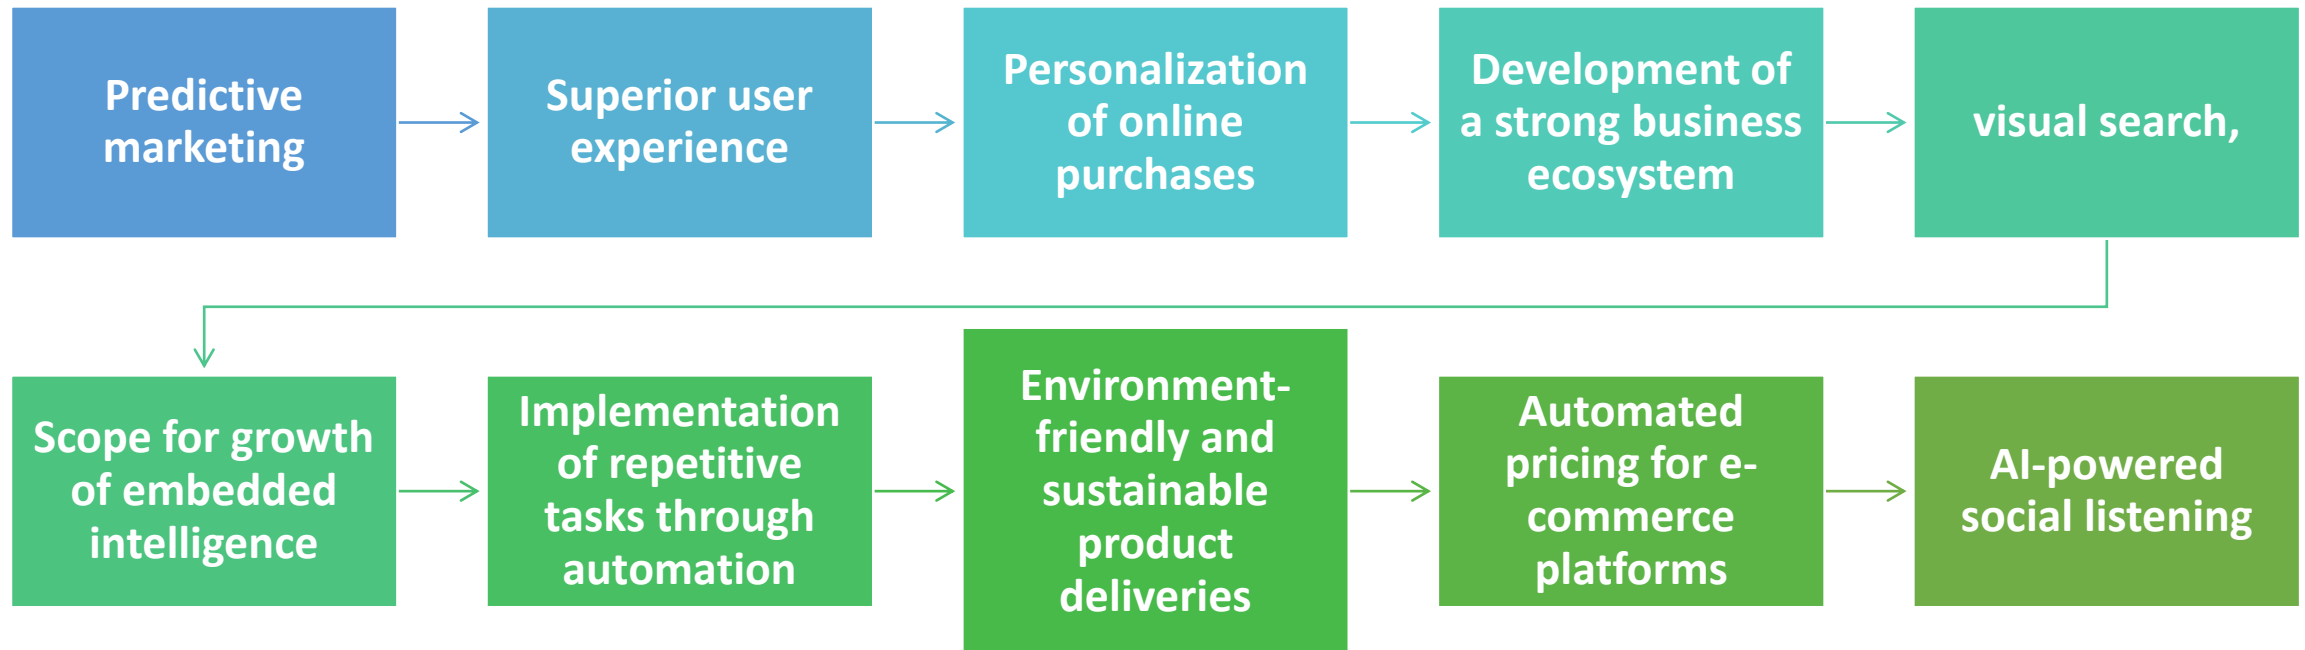 Predictive
marketing
Superior user
experience
Personalization
of online
purchases
Development of
a strong business
ecosystem
visual search,
Scope for growth
of embedded
intelligence
Implementation
of repetitive
tasks through
automation
Environment-
friendly and
sustainable
product
deliveries
Automated
pricing for e-
commerce
platforms
AI-powered
social listening